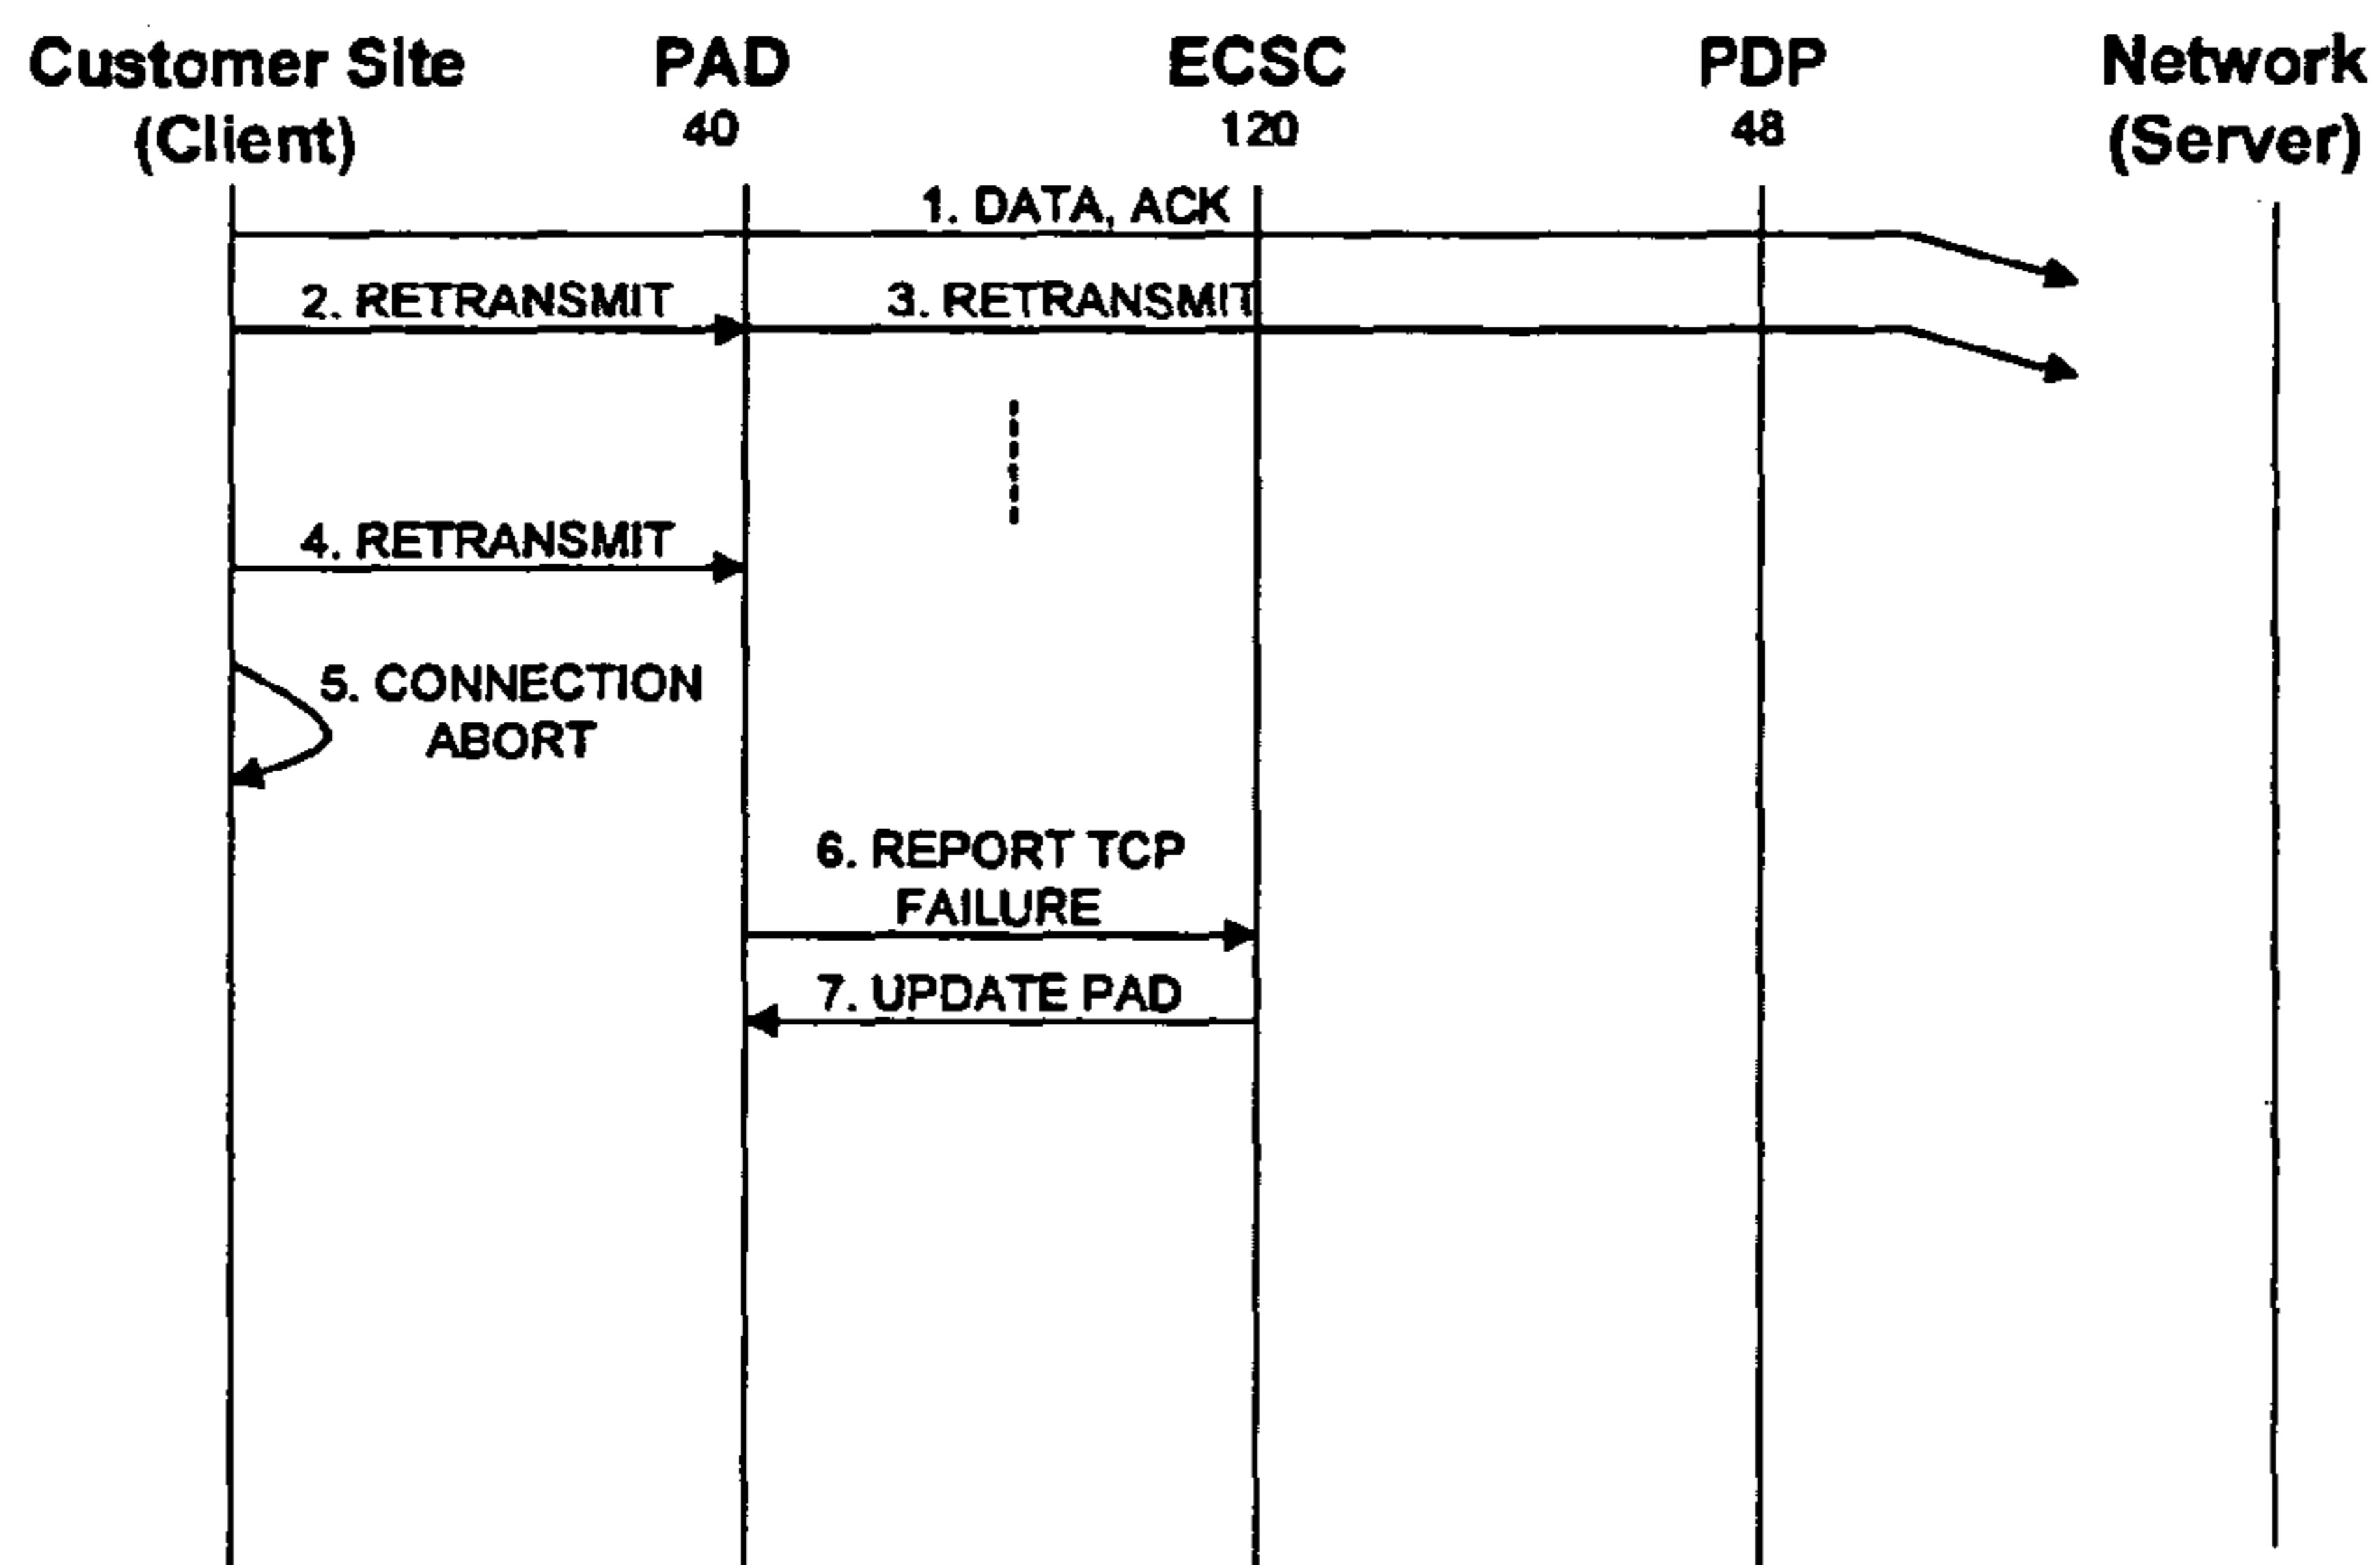 Customer Site PAD ECSC PDP Network
(Client) 40 120 48 (Server)
1. DATA, ACK
2. RETRANSMIT 3. RETRANSMIT
4. RETRANSMIT
5. CONNECTION
ABORT
6. REPORT TCP
FAILURE
7. UPDATE PAD